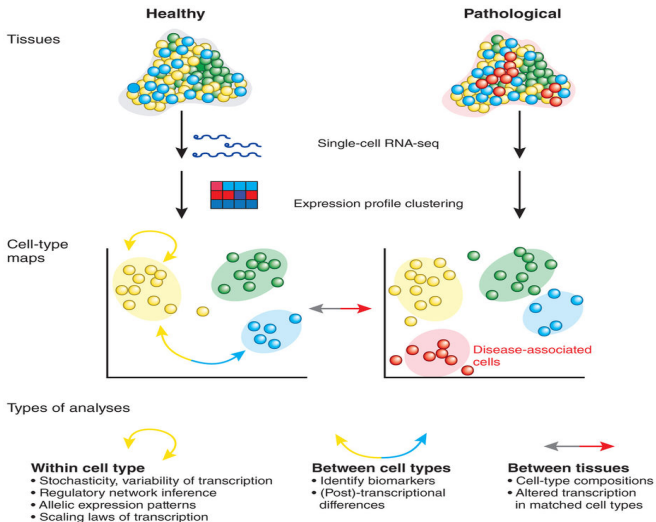 Healthy
Pathological
Tissues
Single-cell RNA-seq
Expression profile clustering
Cell-type
maps
Disease-associated
cells
Types of analyses
Within cell type
• Stochasticity, variability of transcription
• Regulatory network inference
• Allelic expression patterns
• Scaling laws of transcription
Between cell types
• Identify biomarkers
• (Post)-transcriptional
differences
Between tissues
• Cell-type compositions
• Altered transcription
in matched cell types